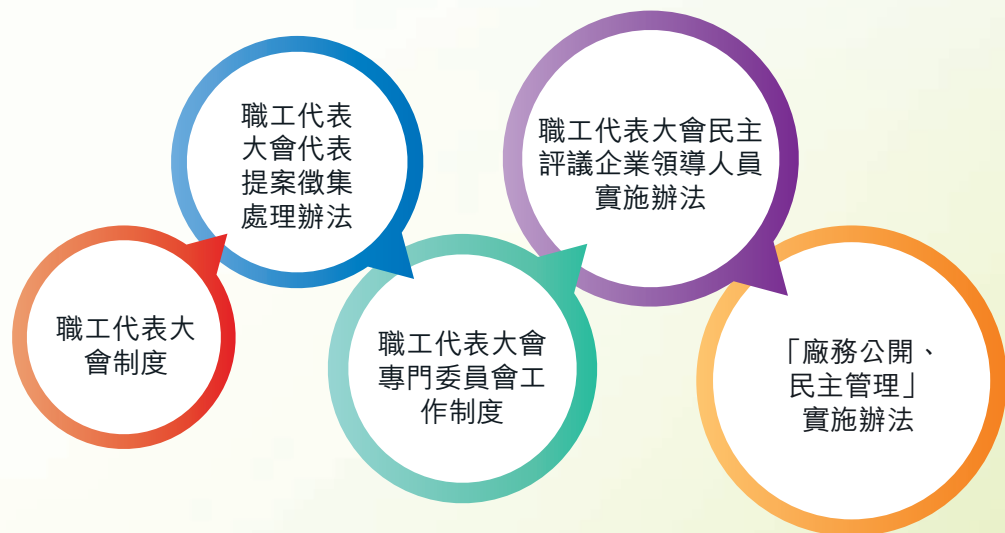 職工代表大
會制度
職工代表
大會代表
提案徵集
處理辦法
職工代表大會
專門委員會工
作制度
職工代表大會民主
評議企業領導人員
實施辦法
「廠務公開、
民主管理」
實施辦法